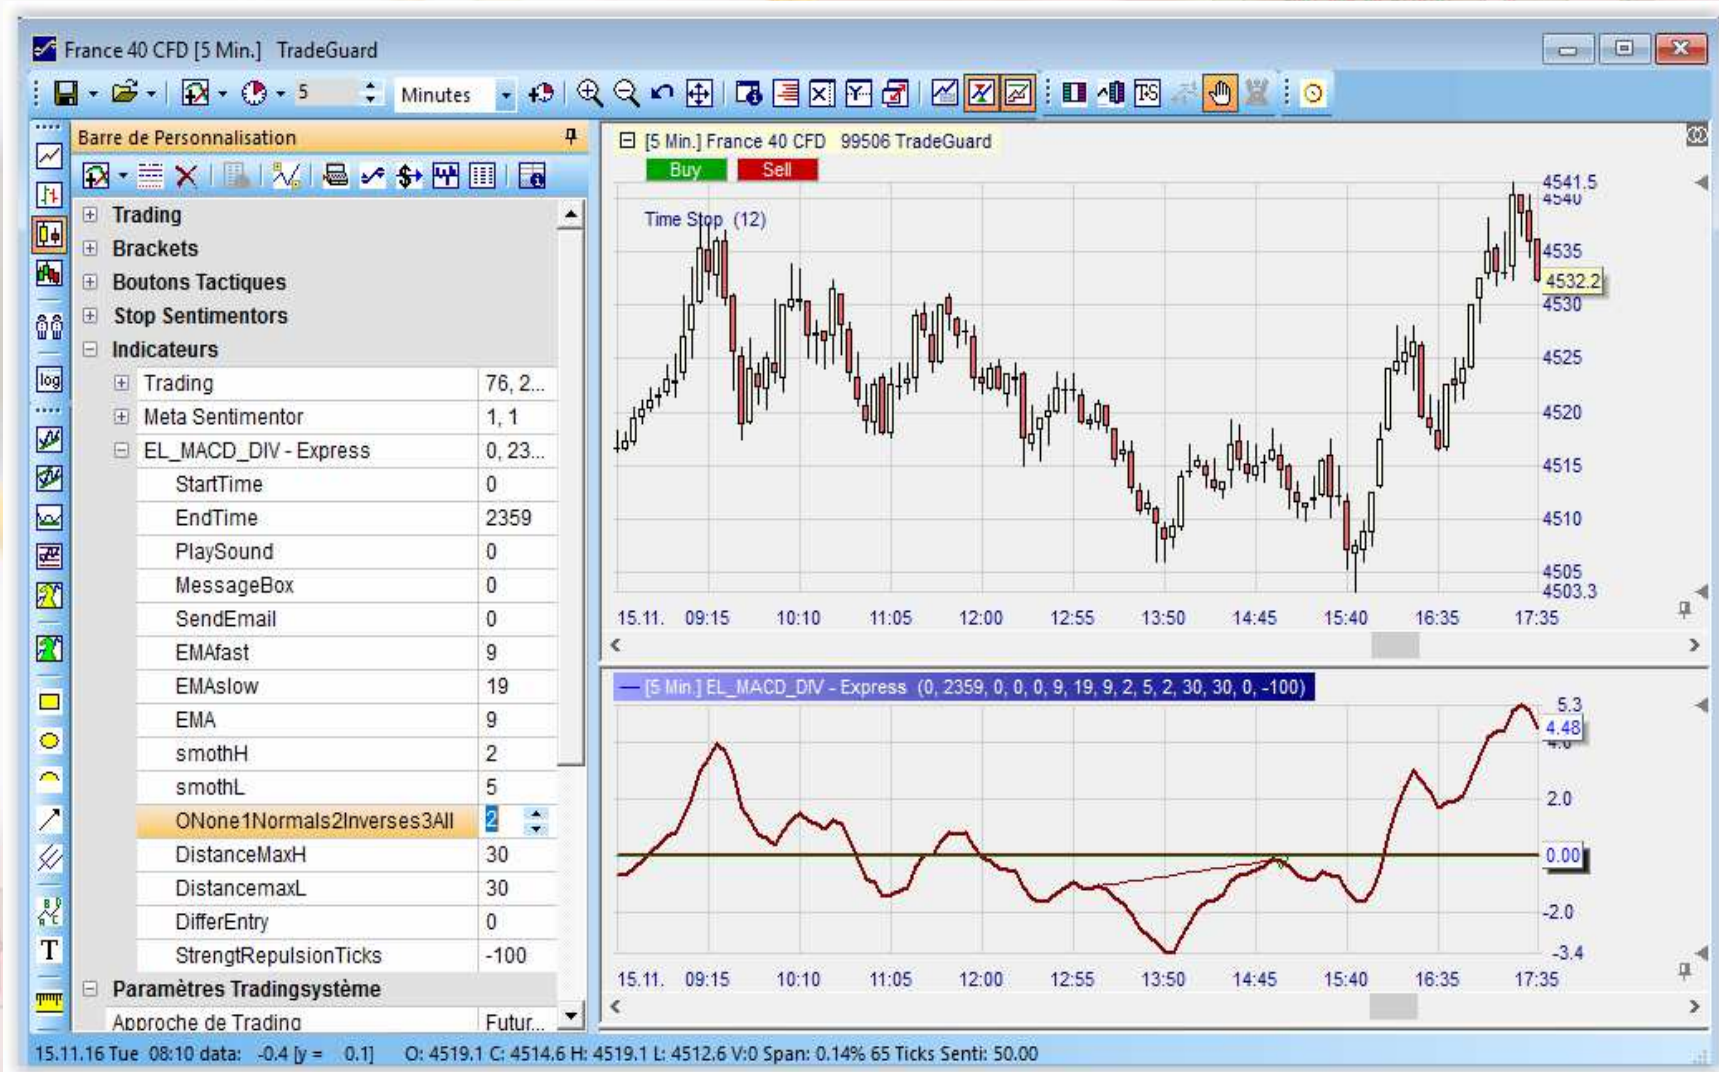 France 40 CFD [5 Min.] TradeGuard
5 Minutes
T-S
Barre de Personnalisation
log
T
Trading
Brackets
Boutons Tactiques
Stop Sentimentors
Indicateurs
Trading 76, 2...
Meta Sentimentor 1, 1
EL_MACD_DIV - Express 0, 23...
StartTime 0
EndTime 2359
PlaySound 0
MessageBox 0
SendEmail 0
EMAfast 9
EMAslow 19
EMA 9
smothH 2
smothL 5
ONone1Normals2Inverses3All 2
DistanceMaxH 30
DistancemaxL 30
DifferEntry 0
StrengtRepulsionTicks -100
Paramètres Tradingsystème
Approche de Trading Futur...
[5 Min.] France 40 CFD 99506 TradeGuard
Buy Sell
Time Stop (12)
4541.5
4540
4535
4532.2
4530
4525
4520
4515
4510
4505
4503.3
15.11. 09:15 10:10 11:05 12:00 12:55 13:50 14:45 15:40 16:35 17:35
[5 Min.] EL_MACD_DIV - Express (0, 2359, 0, 0, 0, 9, 19, 9, 2, 5, 2, 30, 30, 0, -100)
5.3
4.48
4.0
2.0
0.00
-2.0
-3.4
15.11. 09:15 10:10 11:05 12:00 12:55 13:50 14:45 15:40 16:35 17:35
15.11.16 Tue 08:10 data: -0.4 [y = 0.1] O: 4519.1 C: 4514.6 H: 4519.1 L: 4512.6 V:0 Span: 0.14% 65 Ticks Senti: 50.00